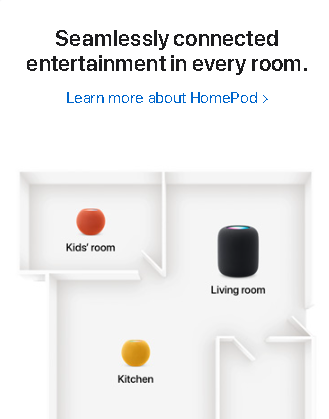 Seamlessly connected
entertainment in every room.
Learn more about HomePod >
Kids’ room
Living room
Kitchen